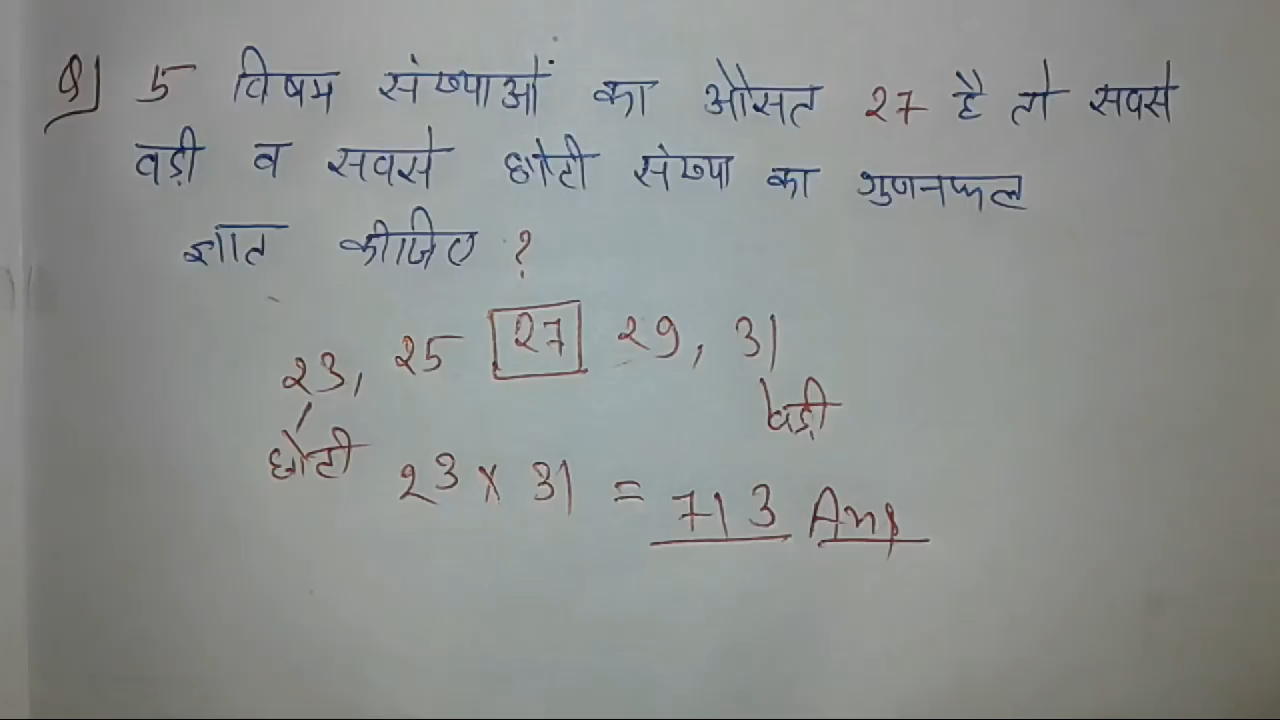 Q) 5 विषम संख्याओं का औसत 27 है तो सबसे
बड़ी व सबसे छोटी संख्या का गुणनफल
ज्ञात कीजिए ?
23, 25 27 29, 31
छोटी बड़ी
23 x 31 = 713 Ans